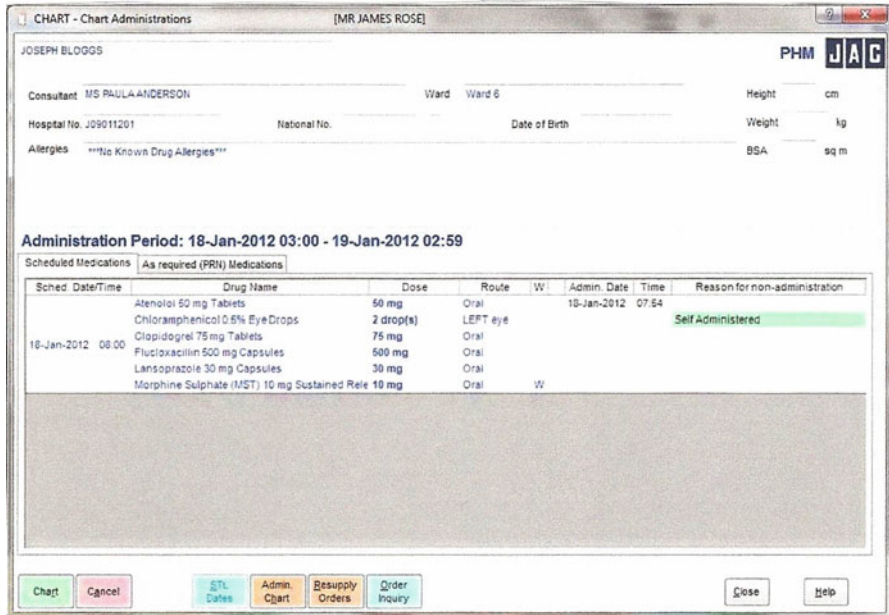 CHART - Chart Administrations [MR JAMES ROSE]
JOSEPH BLOGGS PHM JAC
Consultant MS PAULA ANDERSON Ward Ward 6 Height cm
Hospital No. J09011201 National No. Date of Birth Weight kg
Allergies ***No Known Drug Allergies*** BSA sq m
Administration Period: 18-Jan-2012 03:00 - 19-Jan-2012 02:59
Scheduled Medications As required (PRN) Medications
Sched. Date/Time Drug Name Dose Route W Admin. Date Time Reason for non-administration
Atenolol 50 mg Tablets 50 mg Oral 18-Jan-2012 07:54
Chloramphenicol 0.5% Eye Drops 2 drop(s) LEFT eye Self Administered
18-Jan-2012 08:00 Clopidogrel 75 mg Tablets 75 mg Oral
Flucloxacillin 500 mg Capsules 500 mg Oral
Lansoprazole 30 mg Capsules 30 mg Oral
Morphine Sulphate (MST) 10 mg Sustained Rele 10 mg Oral W
Chart Cancel STL Dates Admin. Chart Resupply Orders Order Inquiry Close Help